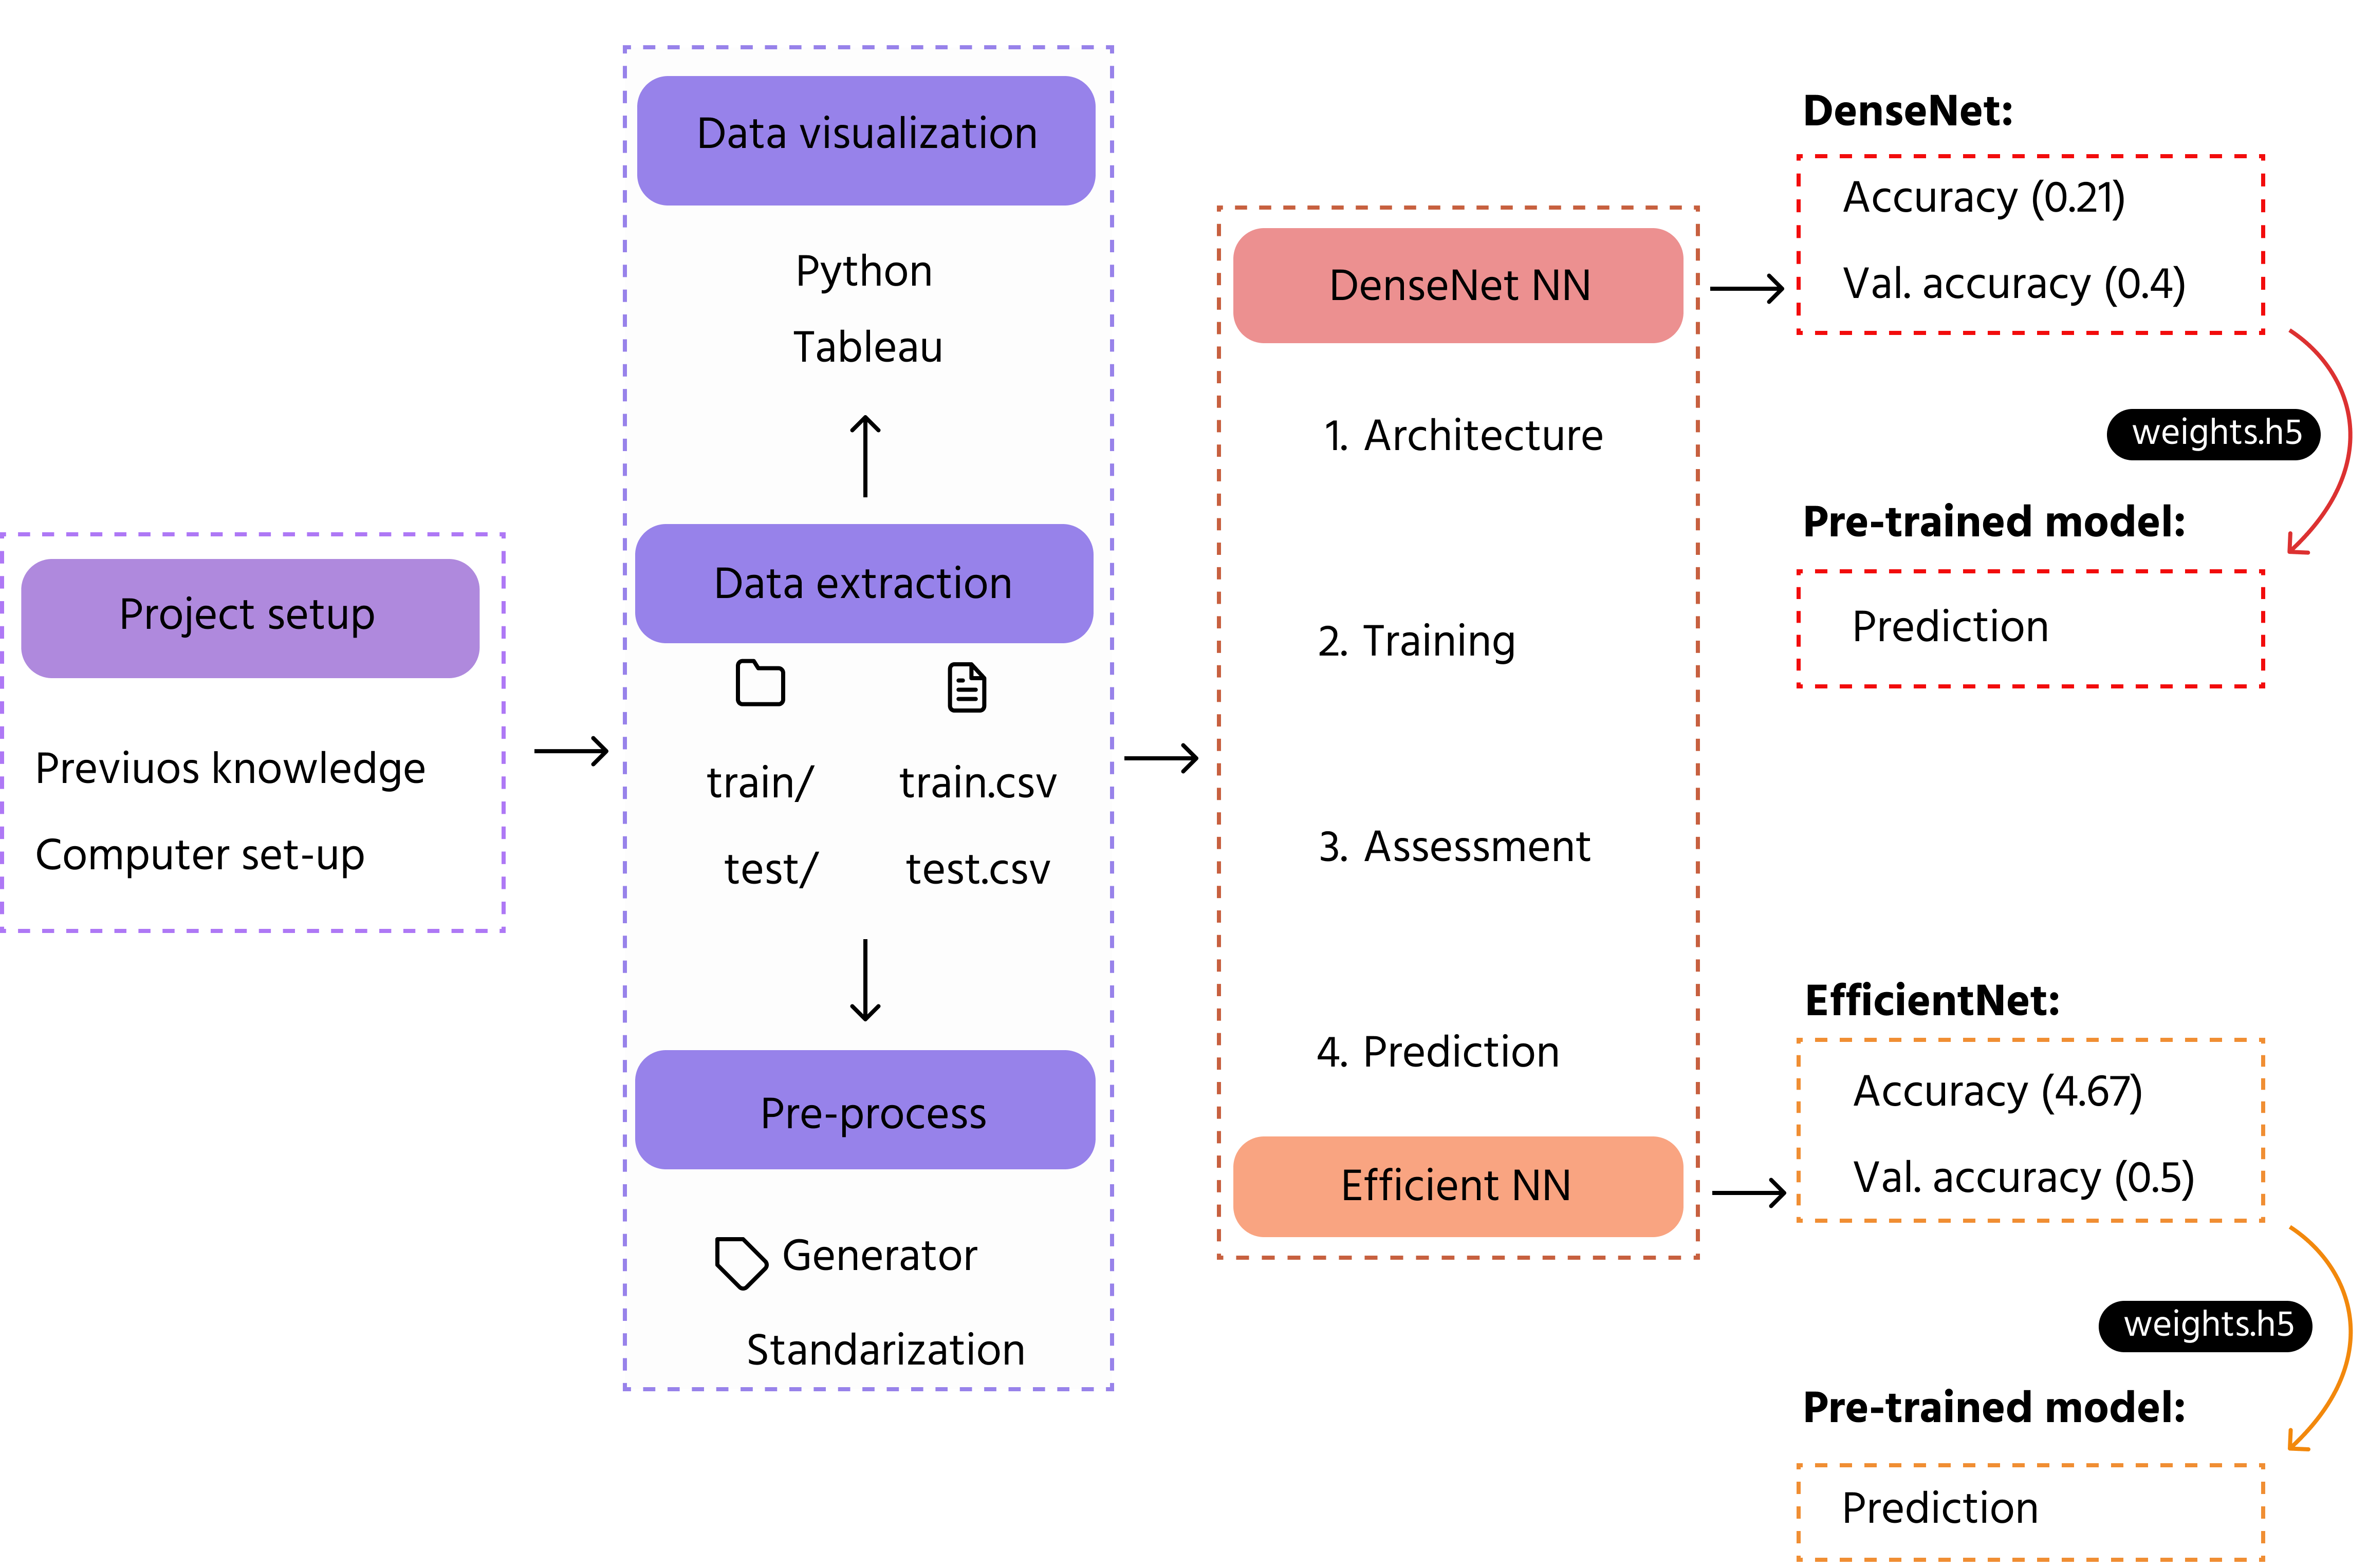 Project setup
Previuos knowledge
Computer set-up
Data visualization
Python
Tableau
Data extraction
train/
train.csv
test/
test.csv
Pre-process
Generator
Standarization
DenseNet NN
1. Architecture
2. Training
3. Assessment
4. Prediction
Efficient NN
DenseNet:
Accuracy (0.21)
Val. accuracy (0.4)
weights.h5
Pre-trained model:
Prediction
EfficientNet:
Accuracy (4.67)
Val. accuracy (0.5)
weights.h5
Pre-trained model:
Prediction